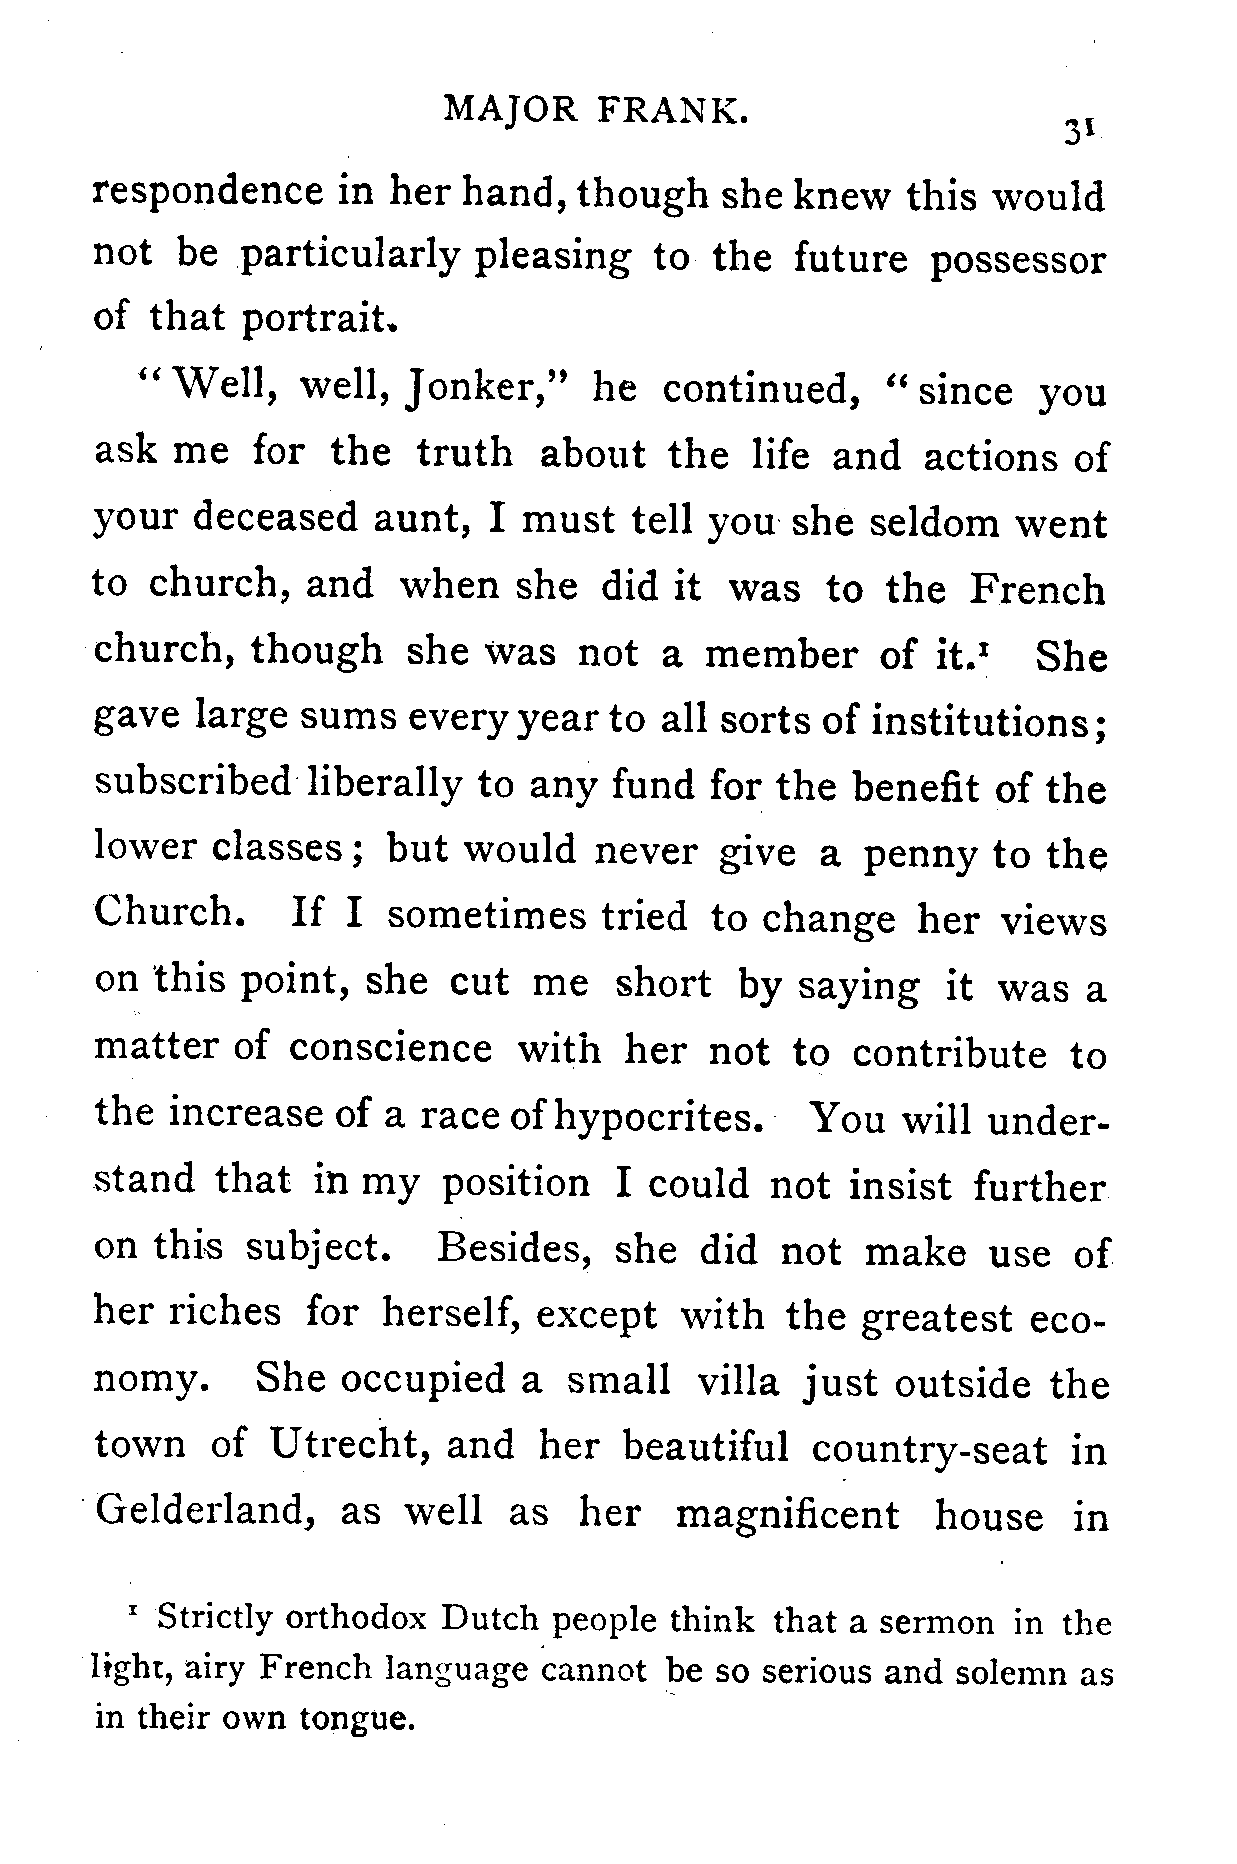 MAJOR FRANK.
31
respondence in her hand, though she knew this would
not be particularly pleasing to the future possessor
of that portrait.
“Well, well, Jonker,” he continued, “since you
ask me for the truth about the life and actions of
your deceased aunt, I must tell you she seldom went
to church, and when she did it was to the French
church, though she was not a member of it.¹ She
gave large sums every year to all sorts of institutions;
subscribed liberally to any fund for the benefit of the
lower classes; but would never give a penny to the
Church. If I sometimes tried to change her views
on this point, she cut me short by saying it was a
matter of conscience with her not to contribute to
the increase of a race of hypocrites. You will under-
stand that in my position I could not insist further
on this subject. Besides, she did not make use of
her riches for herself, except with the greatest eco-
nomy. She occupied a small villa just outside the
town of Utrecht, and her beautiful country-seat in
Gelderland, as well as her magnificent house in
¹ Strictly orthodox Dutch people think that a sermon in the
light, airy French language cannot be so serious and solemn as
in their own tongue.